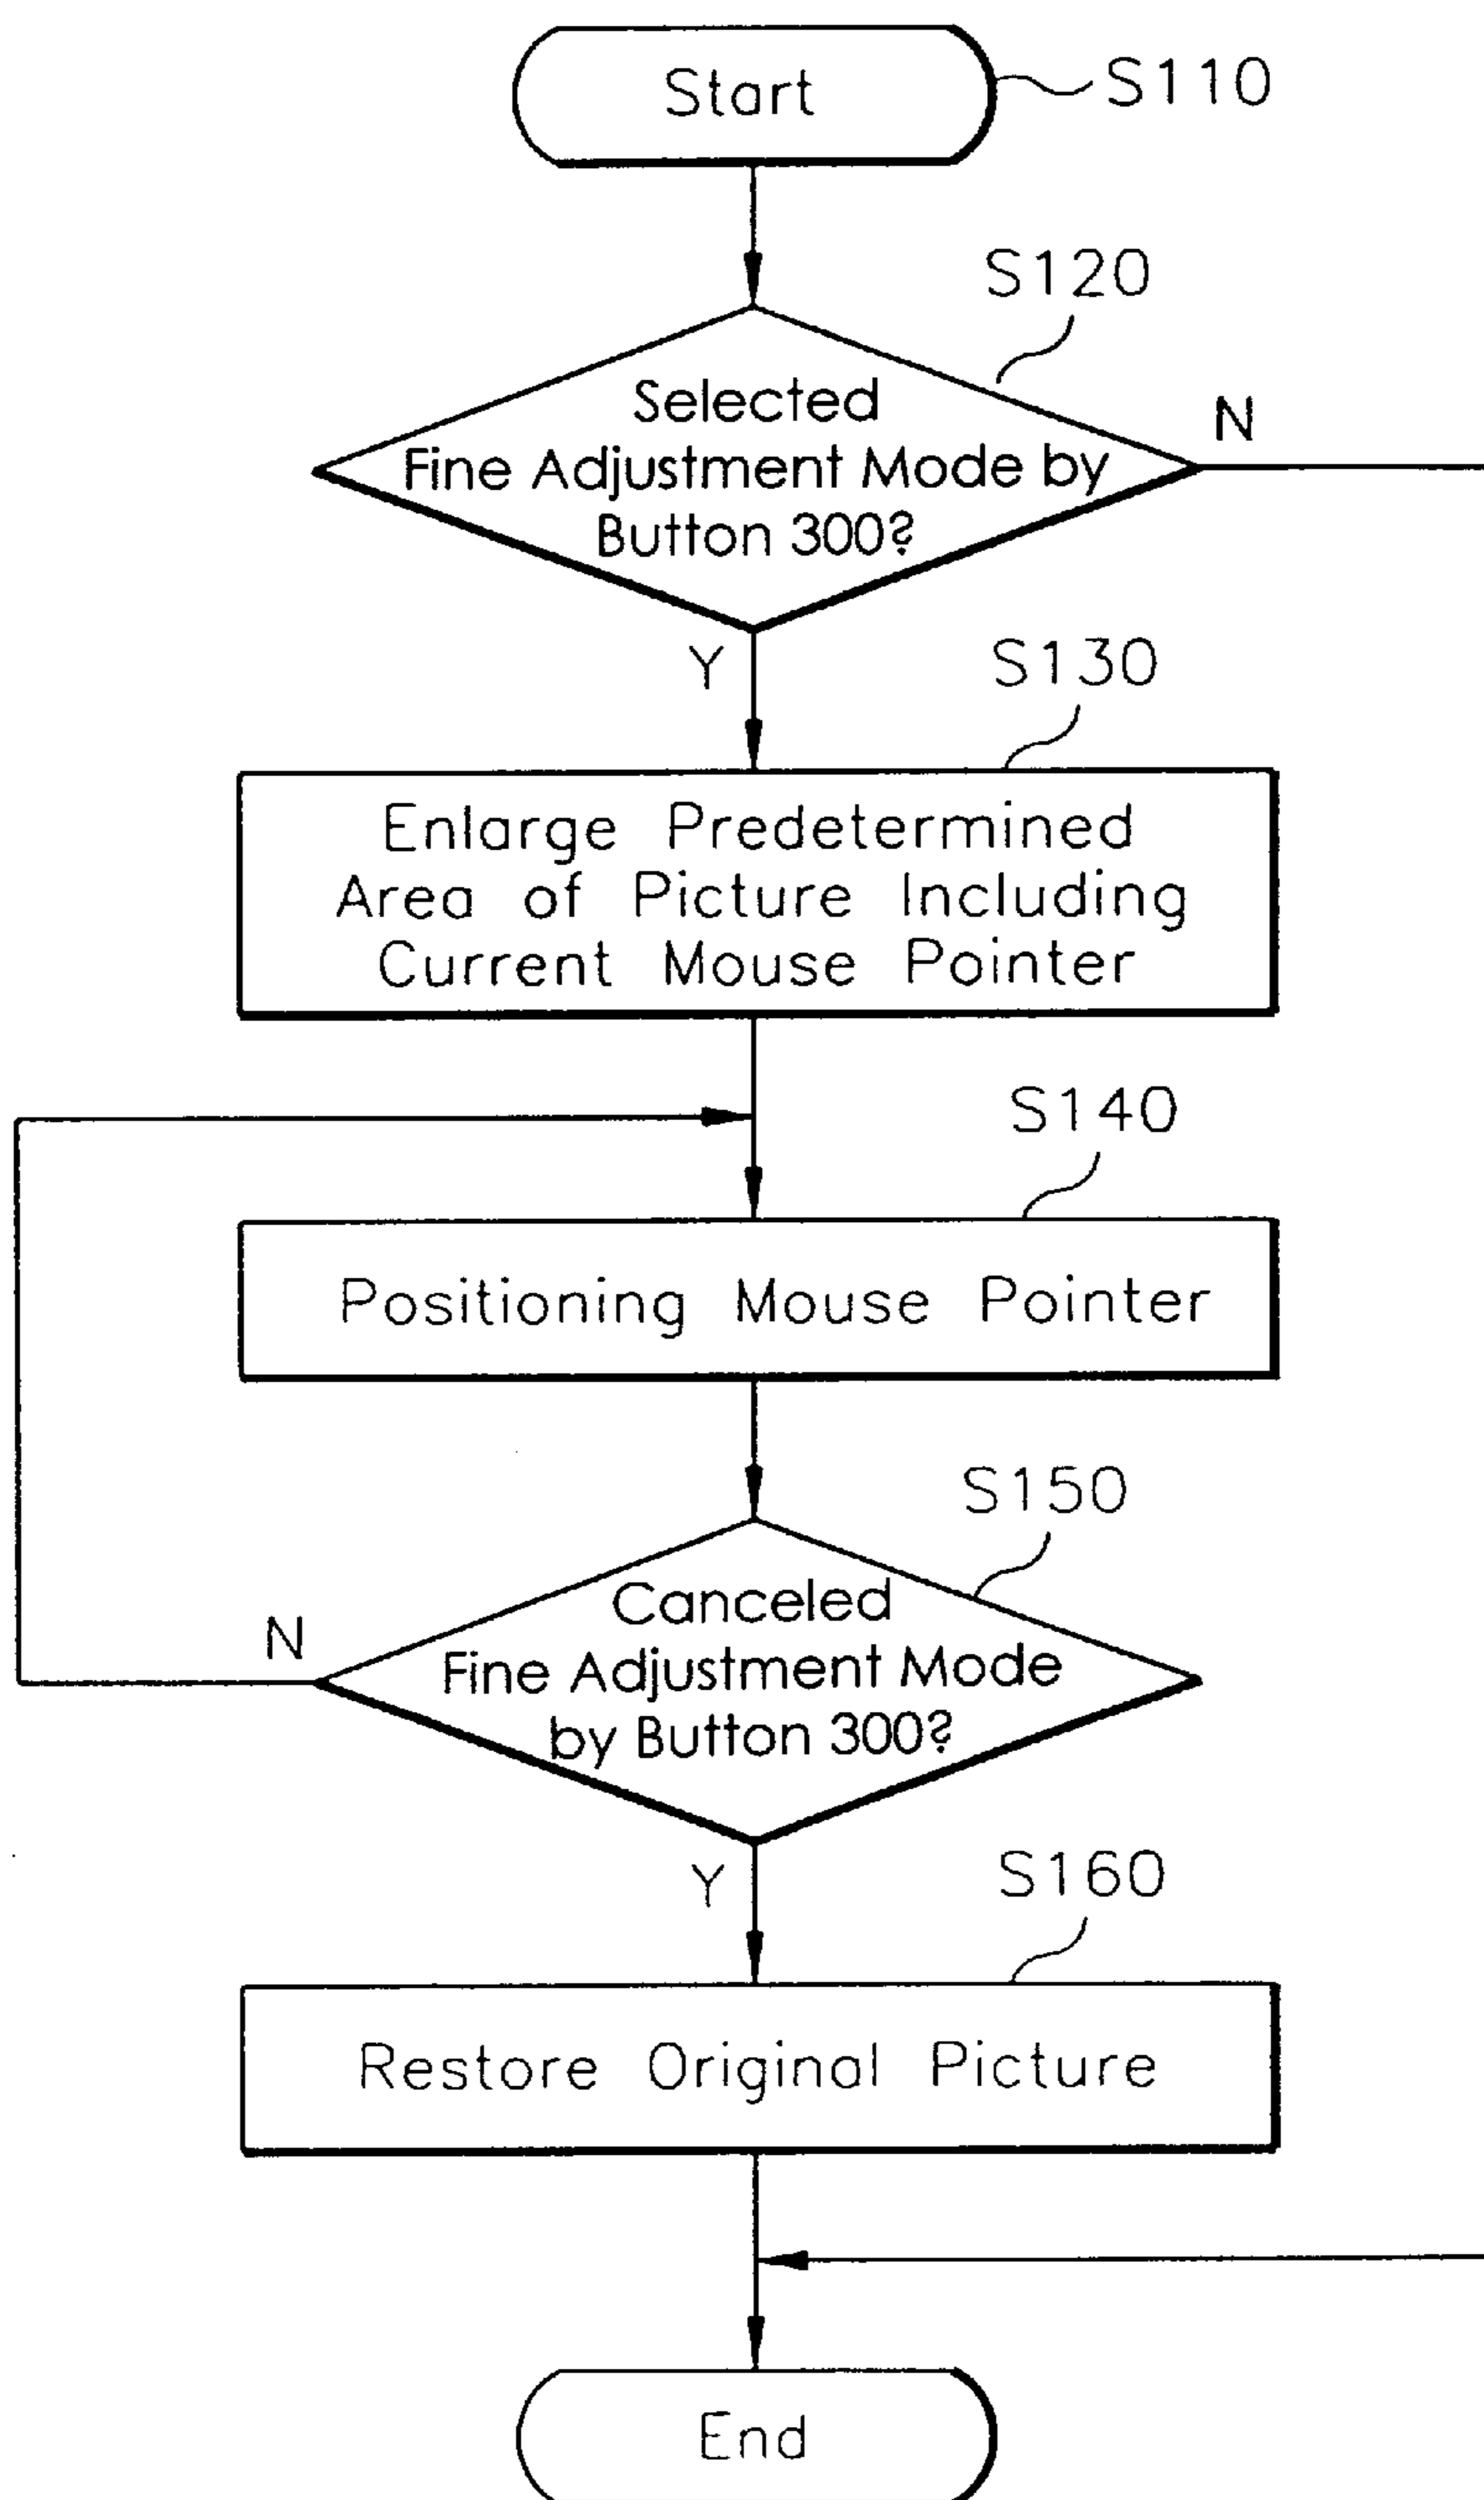 Start
S110
S120
Selected
Fine Adjustment Mode by
Button 300?
N
Y
S130
Enlarge Predetermined
Area of Picture Including
Current Mouse Pointer
S140
Positioning Mouse Pointer
S150
Canceled
Fine Adjustment Mode
by Button 300?
N
Y
S160
Restore Original Picture
End